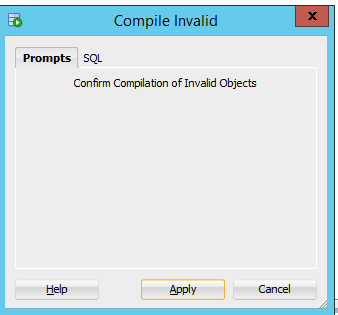 Compile Invalid
x
Prompts SQL
Confirm Compilation of Invalid Objects
Help Apply Cancel